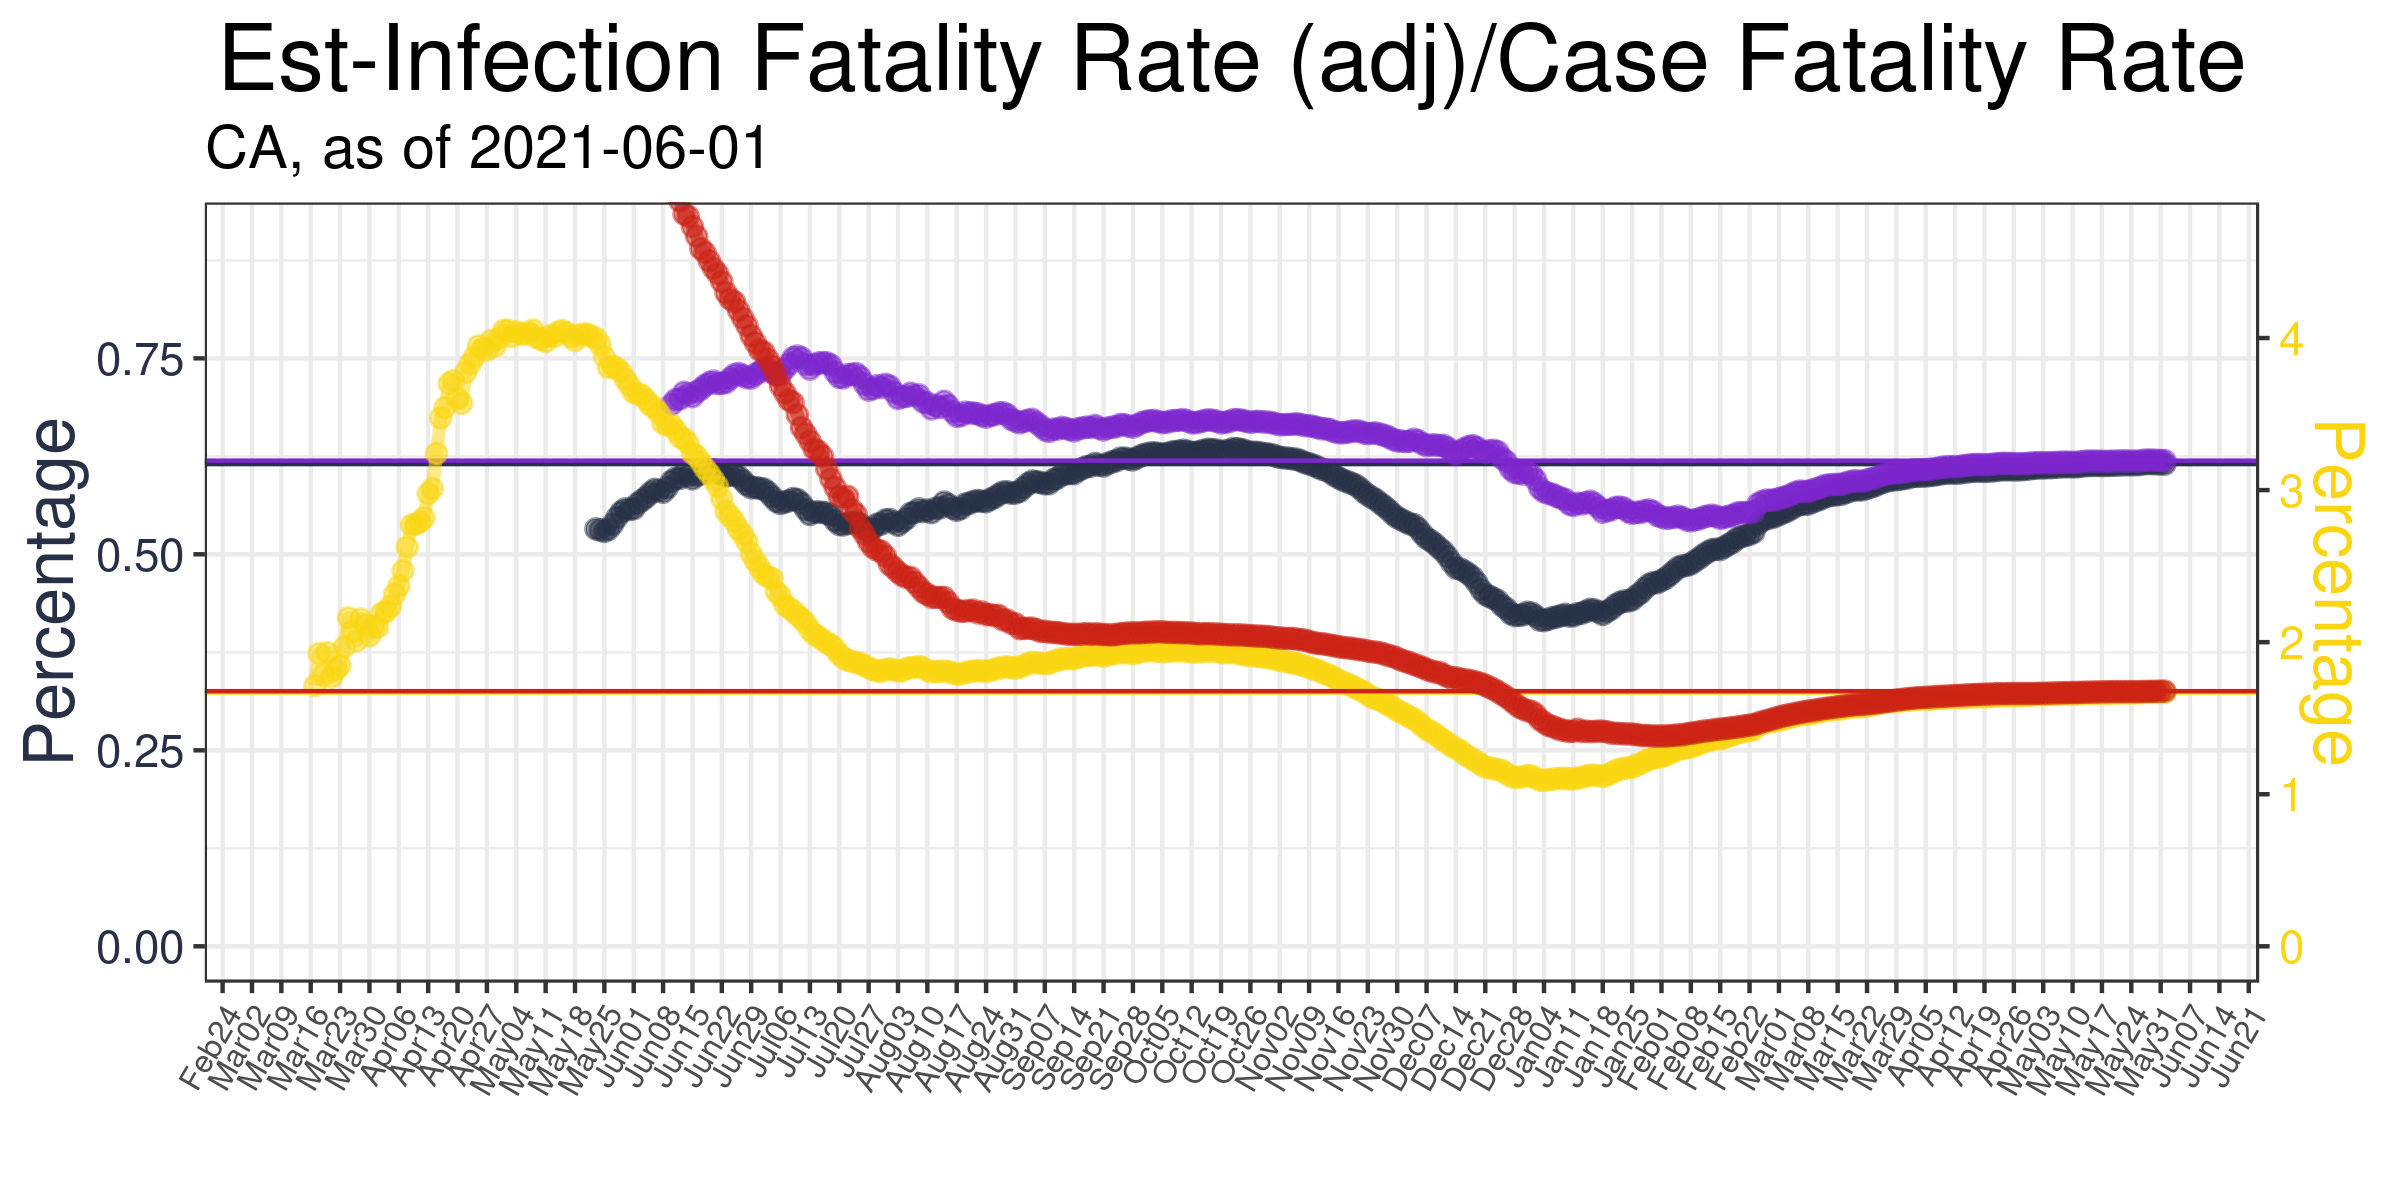 Est-Infection Fatality Rate (adj)/Case Fatality Rate
CA, as of 2021-06-01
Percentage
0.75
0.50
0.25
0.00
4
3
2
1
0
Percentage
Feb24
Mar02
Mar09
Mar16
Mar23
Mar30
Apr06
Apr13
Apr20
Apr27
May04
May11
May18
May25
Jun01
Jun08
Jun15
Jun22
Jun29
Jul06
Jul13
Jul20
Jul27
Aug03
Aug10
Aug17
Aug24
Aug31
Sep07
Sep14
Sep21
Sep28
Oct05
Oct12
Oct19
Oct26
Nov02
Nov09
Nov16
Nov23
Nov30
Dec07
Dec14
Dec21
Dec28
Jan04
Jan11
Jan18
Jan25
Feb01
Feb08
Feb15
Feb22
Mar01
Mar08
Mar15
Mar22
Mar29
Apr05
Apr12
Apr19
Apr26
May03
May10
May17
May24
May31
Jun07
Jun14
Jun21